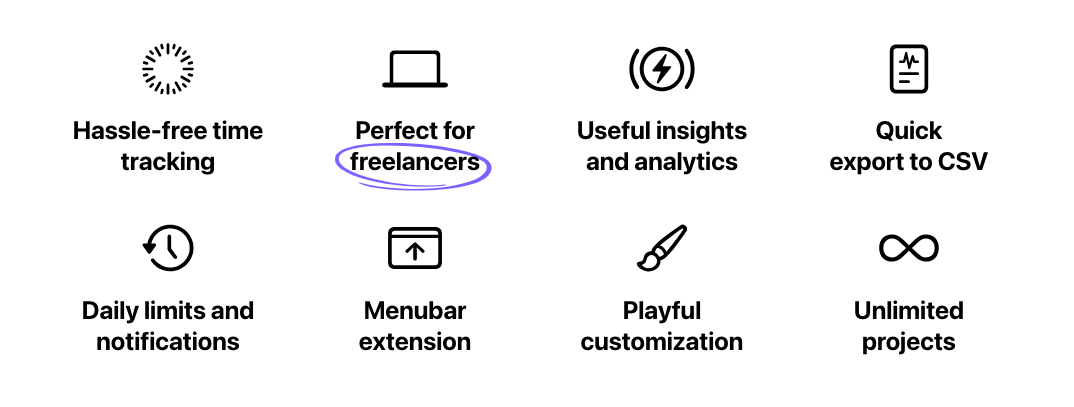 Hassle-free time
tracking
Perfect for
freelancers
Useful insights
and analytics
Quick
export to CSV
Daily limits and
notifications
Menubar
extension
Playful
customization
Unlimited
projects